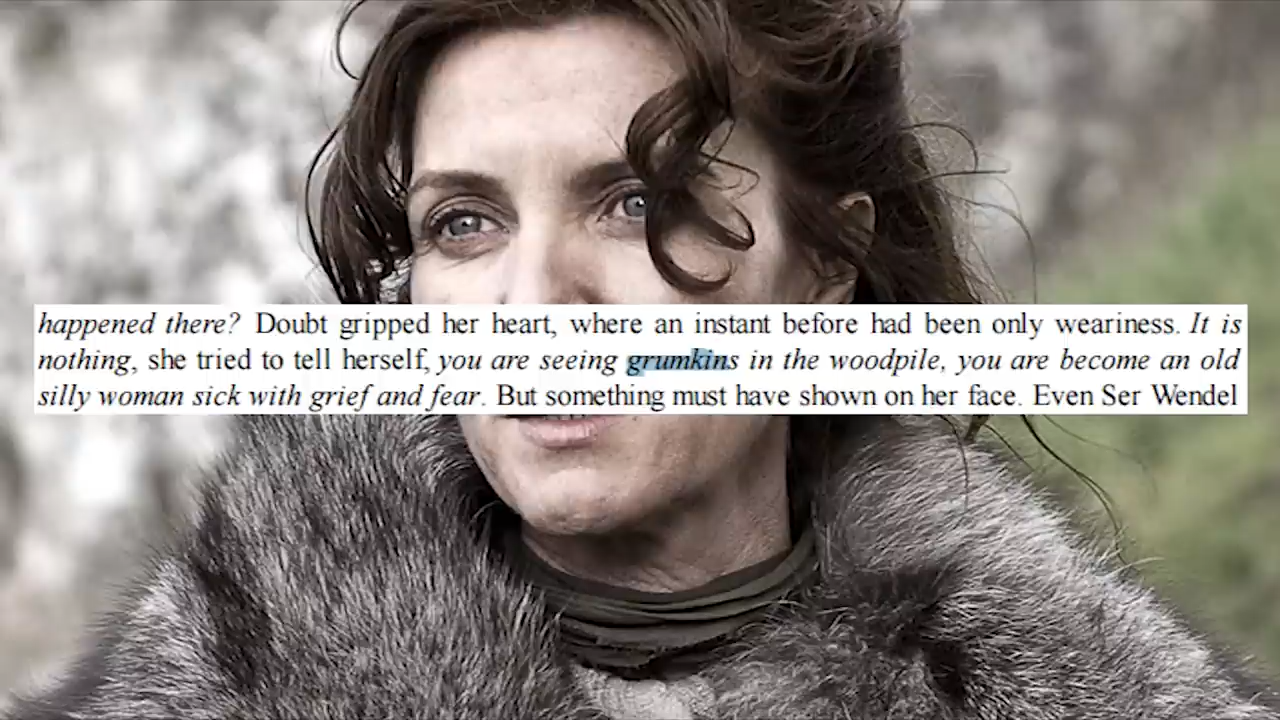 happened there? Doubt gripped her heart, where an instant before had been only weariness. It is
nothing, she tried to tell herself, you are seeing grumkins in the woodpile, you are become an old
silly woman sick with grief and fear. But something must have shown on her face. Even Ser Wendel